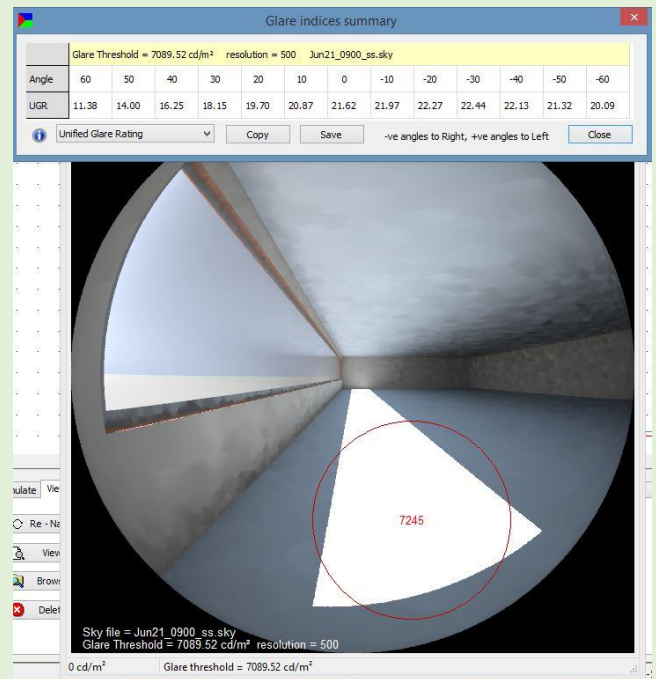 Glare indices summary
Glare Threshold = 7089.52 cd/m² resolution = 500 Jun21_0900_ss.sky
Angle 60 50 40 30 20 10 0 -10 -20 -30 -40 -50 -60
UGR 11.38 14.00 16.25 18.15 19.70 20.87 21.62 21.97 22.27 22.44 22.13 21.32 20.09
Unified Glare Rating Copy Save -ve angles to Right, +ve angles to Left Close
7245
nulate Vie
Re - Na
View
Brows
Delet
Sky file = Jun21_0900_ss.sky
Glare Threshold = 7089.52 cd/m² resolution = 500
0 cd/m² Glare threshold = 7089.52 cd/m²